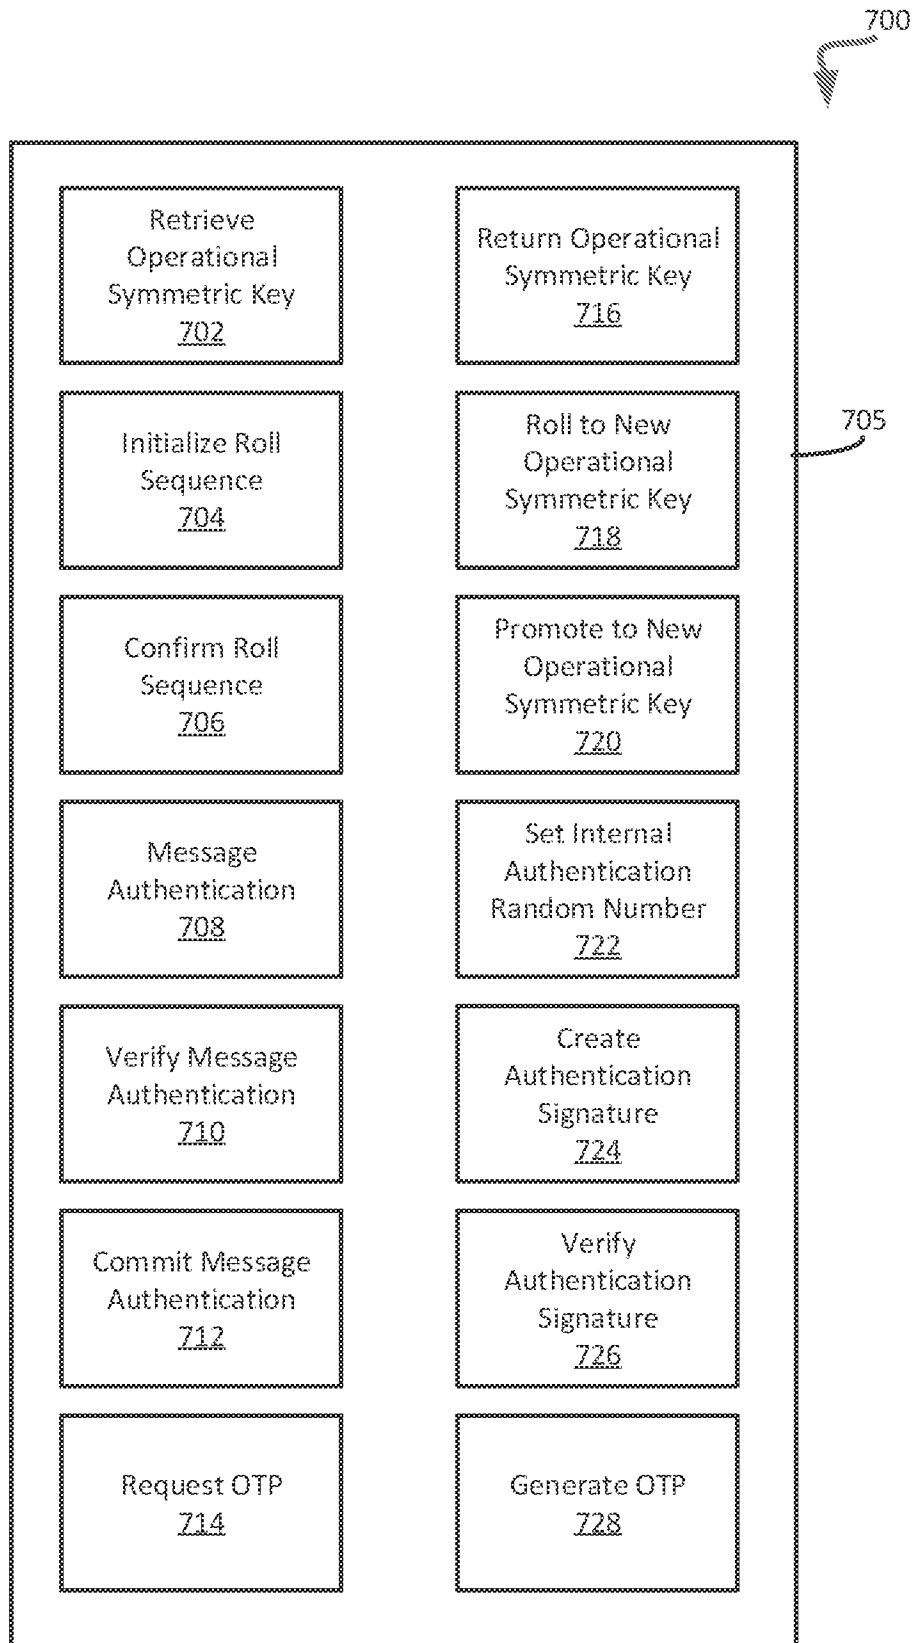 700
Retrieve
Operational
Symmetric Key
702
Return Operational
Symmetric Key
716
Initialize Roll
Sequence
704
Roll to New
Operational
Symmetric Key
718
705
Confirm Roll
Sequence
706
Promote to New
Operational
Symmetric Key
720
Message
Authentication
708
Set Internal
Authentication
Random Number
722
Verify Message
Authentication
710
Create
Authentication
Signature
724
Commit Message
Authentication
712
Verify
Authentication
Signature
726
Request OTP
714
Generate OTP
728